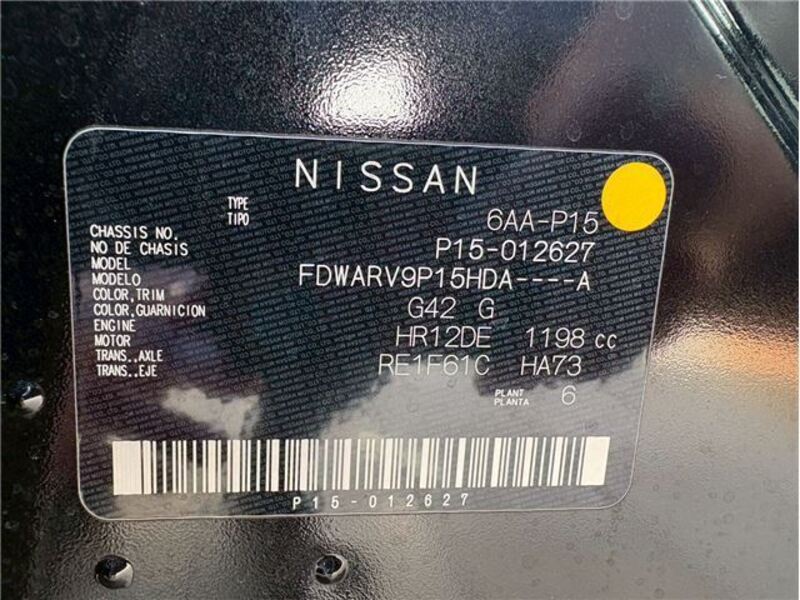 NISSAN
TYPE
TIPO 6AA-P15
CHASSIS NO.
NO DE CHASIS P15-012627
MODEL
MODELO FDWARV9P15HDA----A
COLOR,TRIM
COLOR,GUARNICION G42 G
ENGINE
MOTOR HR12DE 1198 cc
TRANS.,AXLE
TRANS.,EJE RE1F61C HA73
PLANT
PLANTA 6
P15-012627